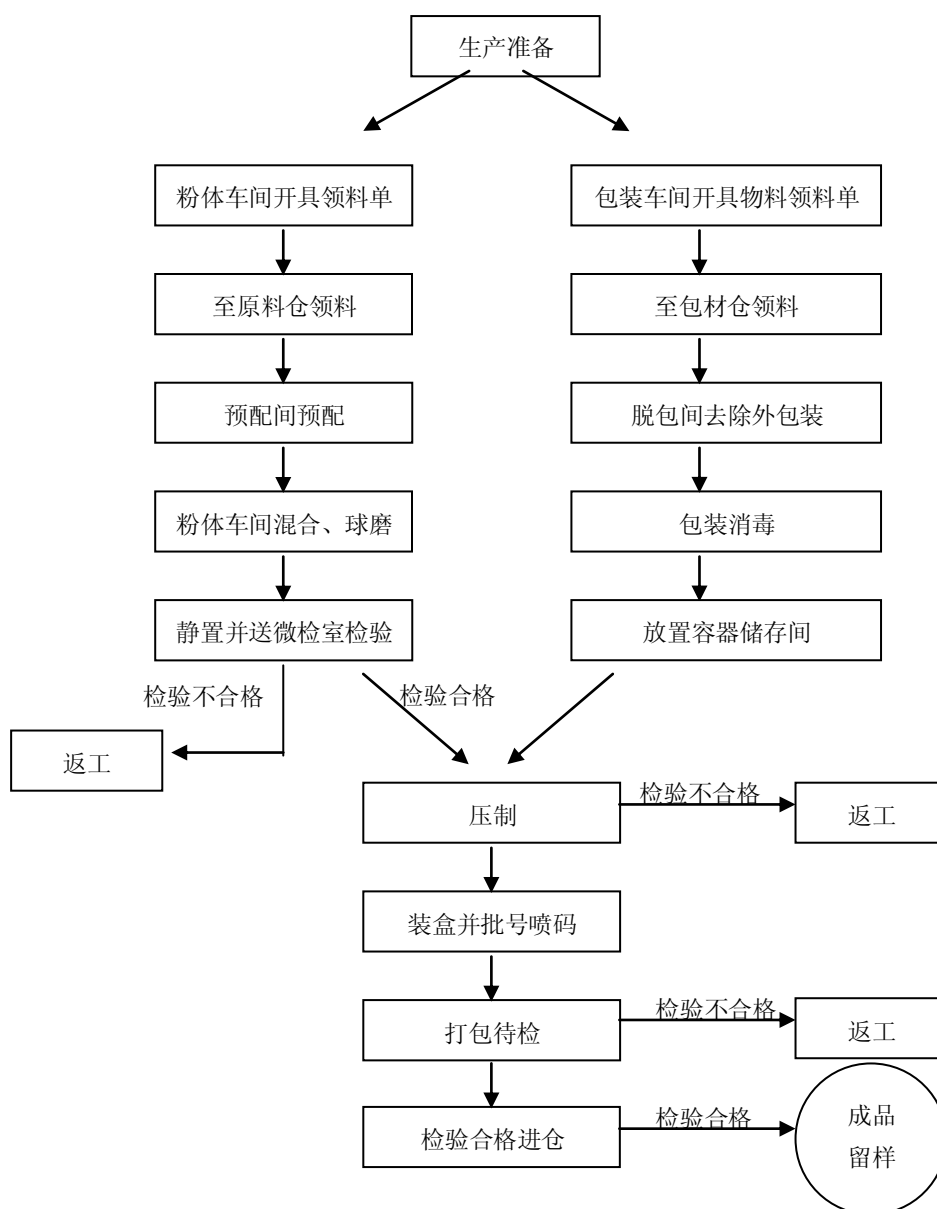 生产准备
粉体车间开具领料单
包装车间开具物料领料单
至原料仓领料
至包材仓领料
预配间预配
脱包间去除外包装
粉体车间混合、球磨
包装消毒
静置并送微检室检验
放置容器储存间
检验不合格
检验合格
返工
压制
检验不合格
返工
装盒并批号喷码
打包待检
检验不合格
返工
检验合格进仓
检验合格
成品
留样